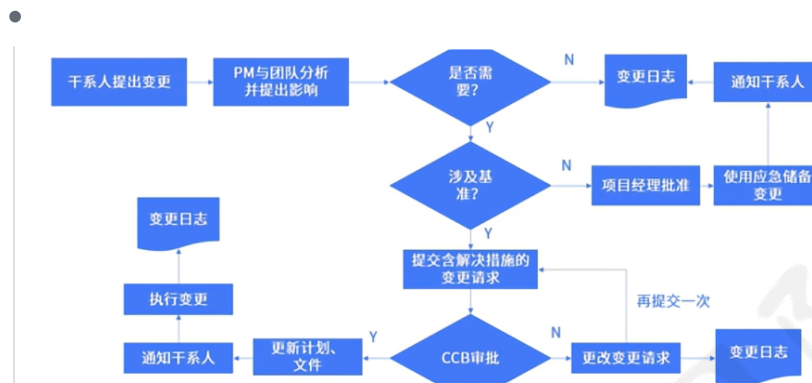 干系人提出变更
PM与团队分析
并提出影响
是否需
要?
N
变更日志
通知干系人
Y
涉及基
准?
N
项目经理批准
使用应急储备
变更
变更日志
Y
提交含解决措施的
变更请求
执行变更
再提交一次
通知干系人
更新计划、
文件
Y
CCB审批
N
更改变更请求
变更日志